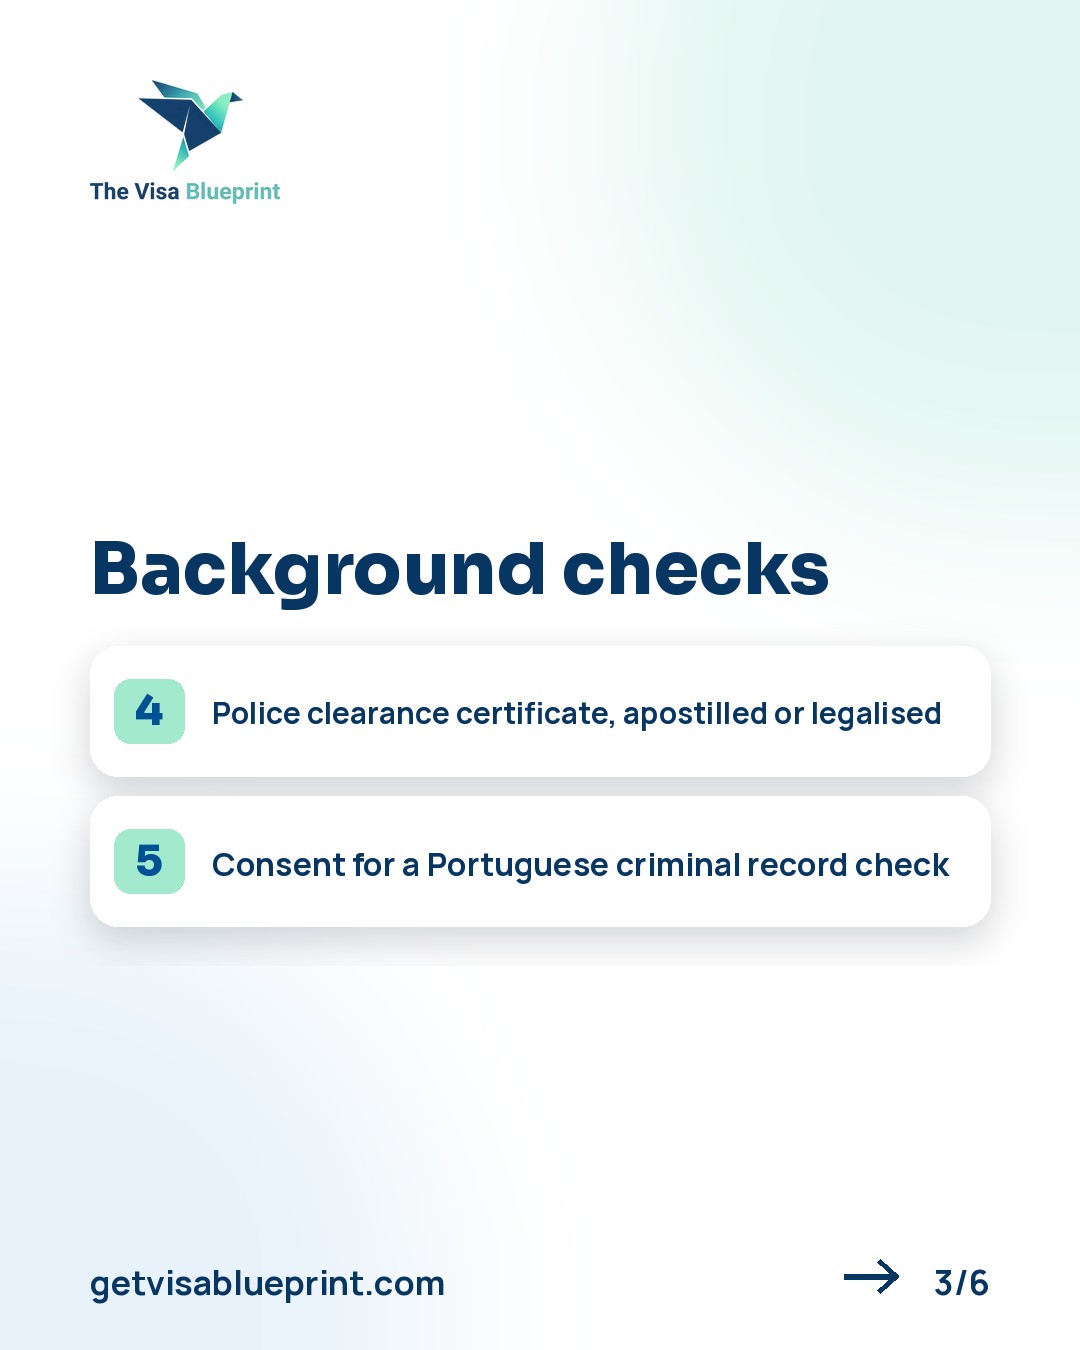 The Visa Blueprint
Background checks
4 Police clearance certificate, apostilled or legalised
5 Consent for a Portuguese criminal record check
getvisablueprint.com
3/6